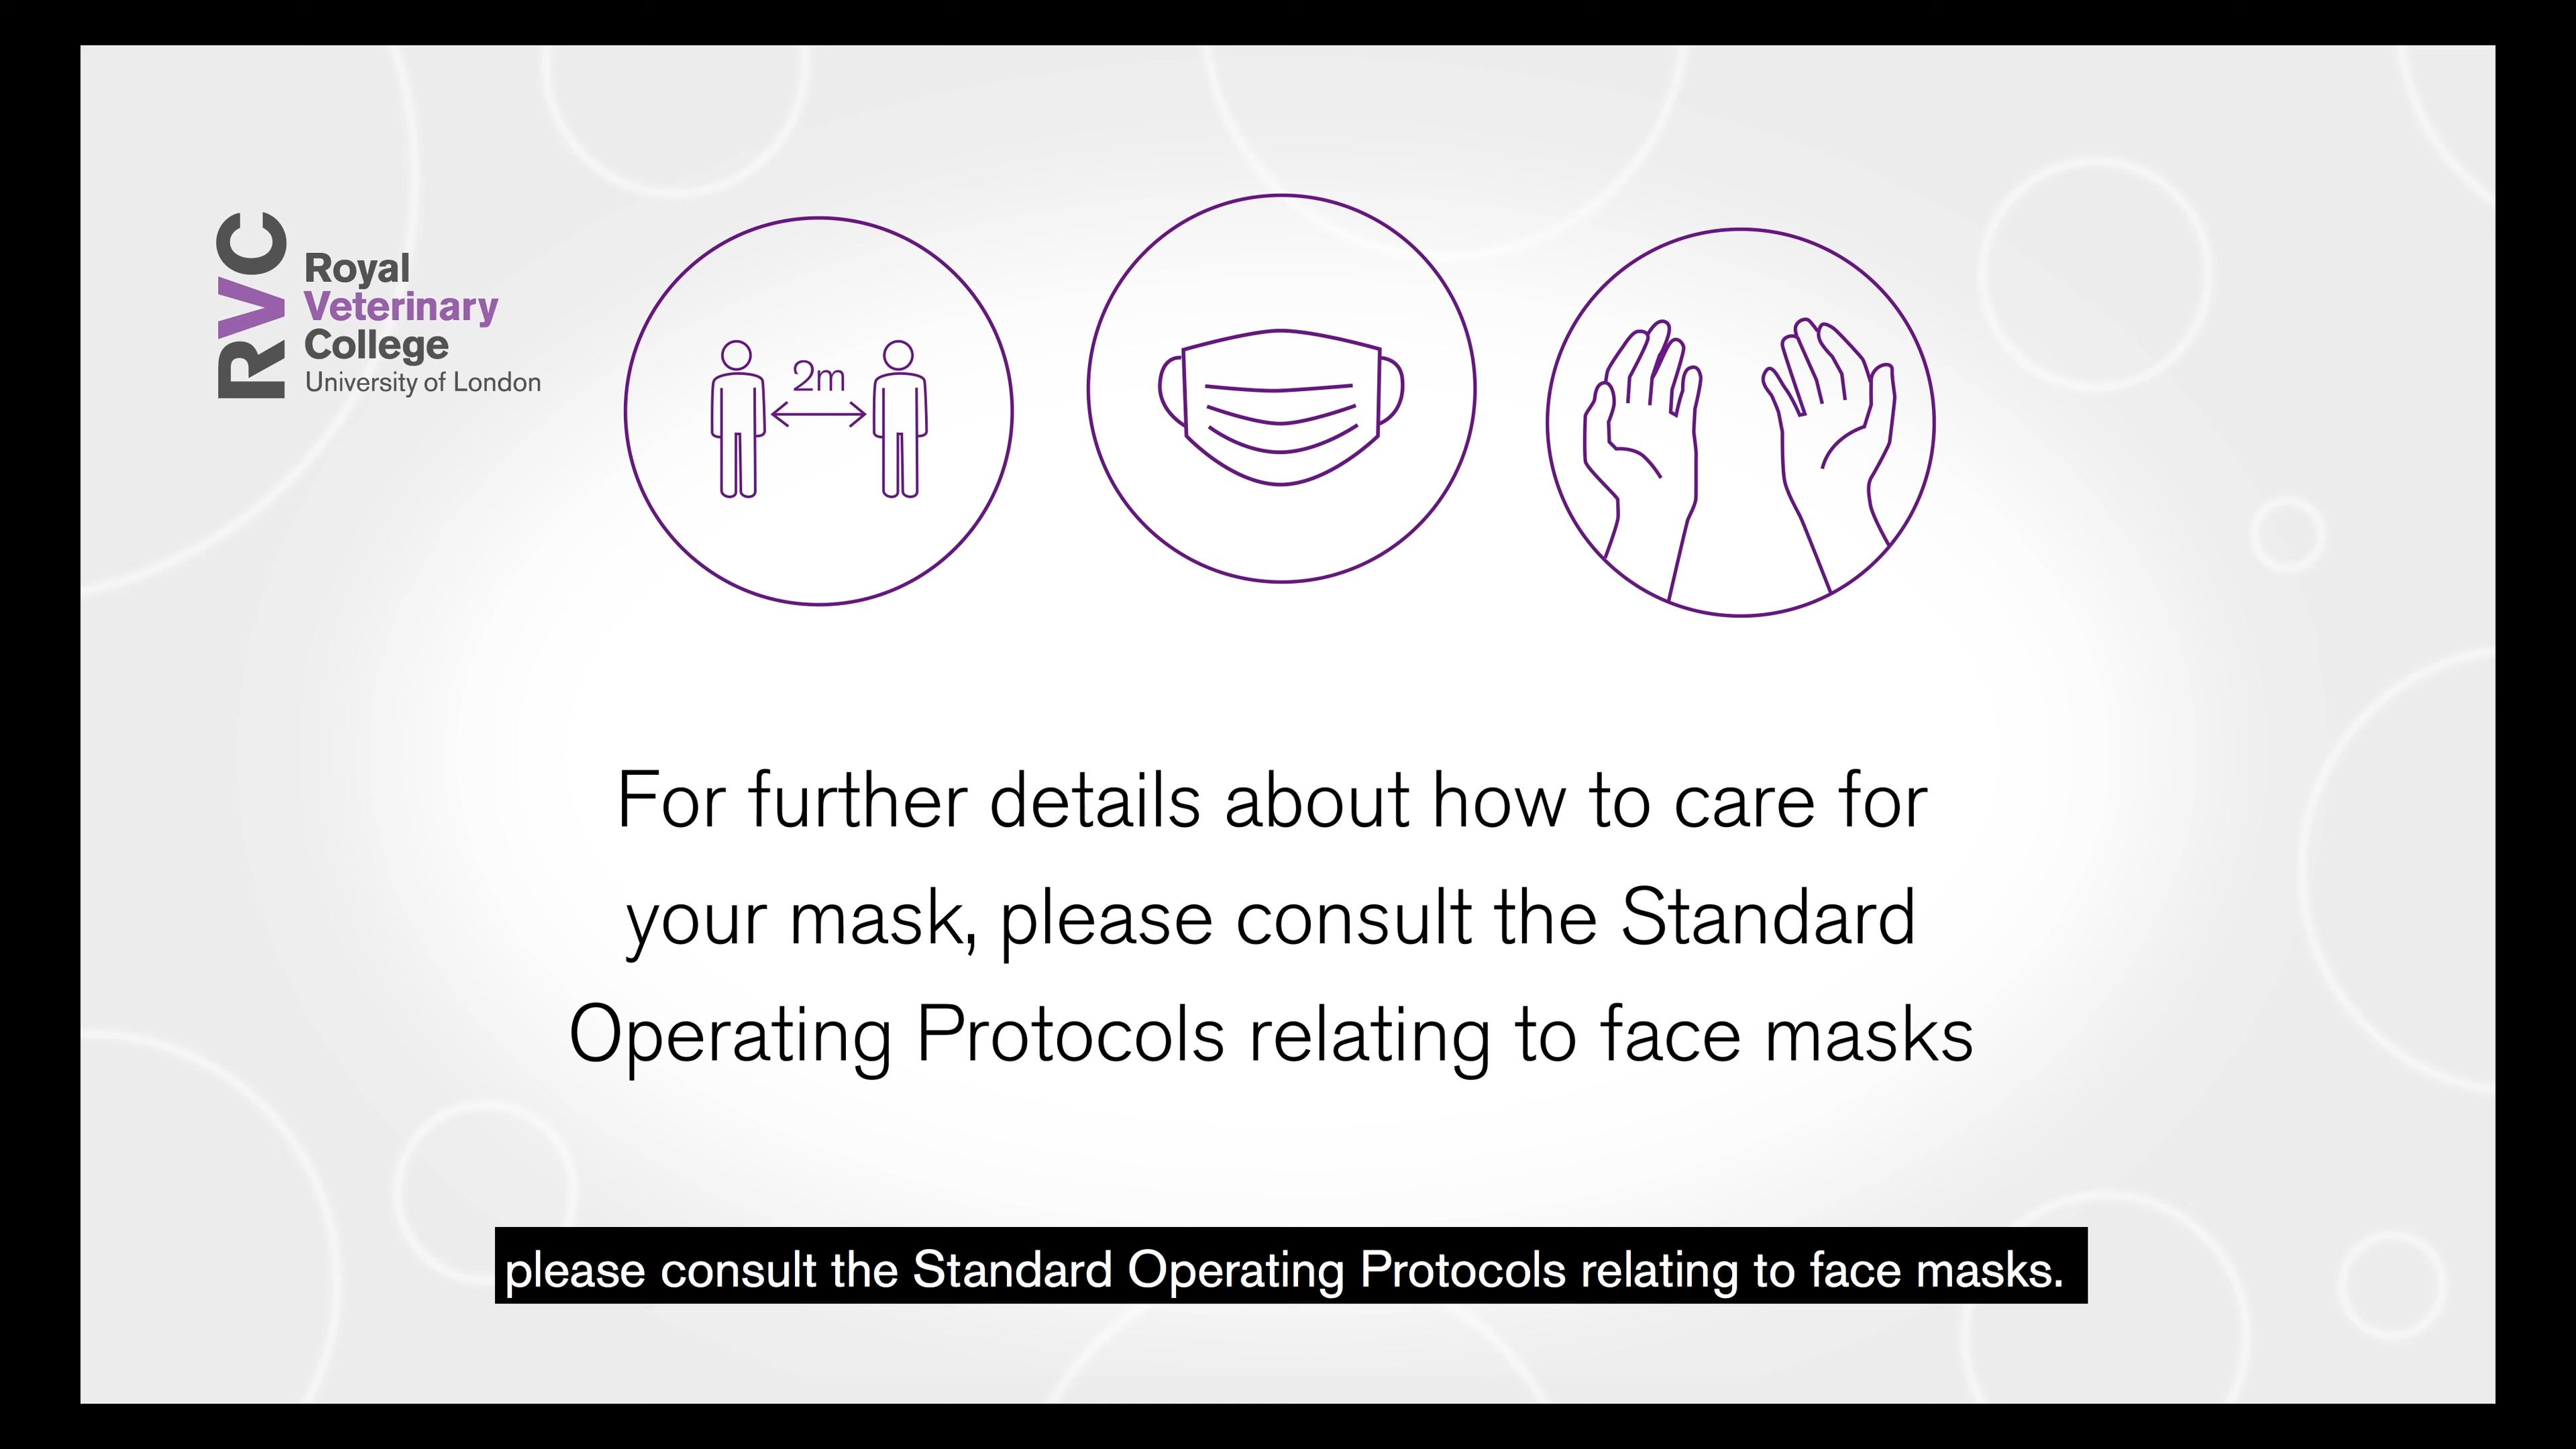 RVC
Royal
Veterinary
College
University of London
2m
For further details about how to care for
your mask, please consult the Standard
Operating Protocols relating to face masks
please consult the Standard Operating Protocols relating to face masks.